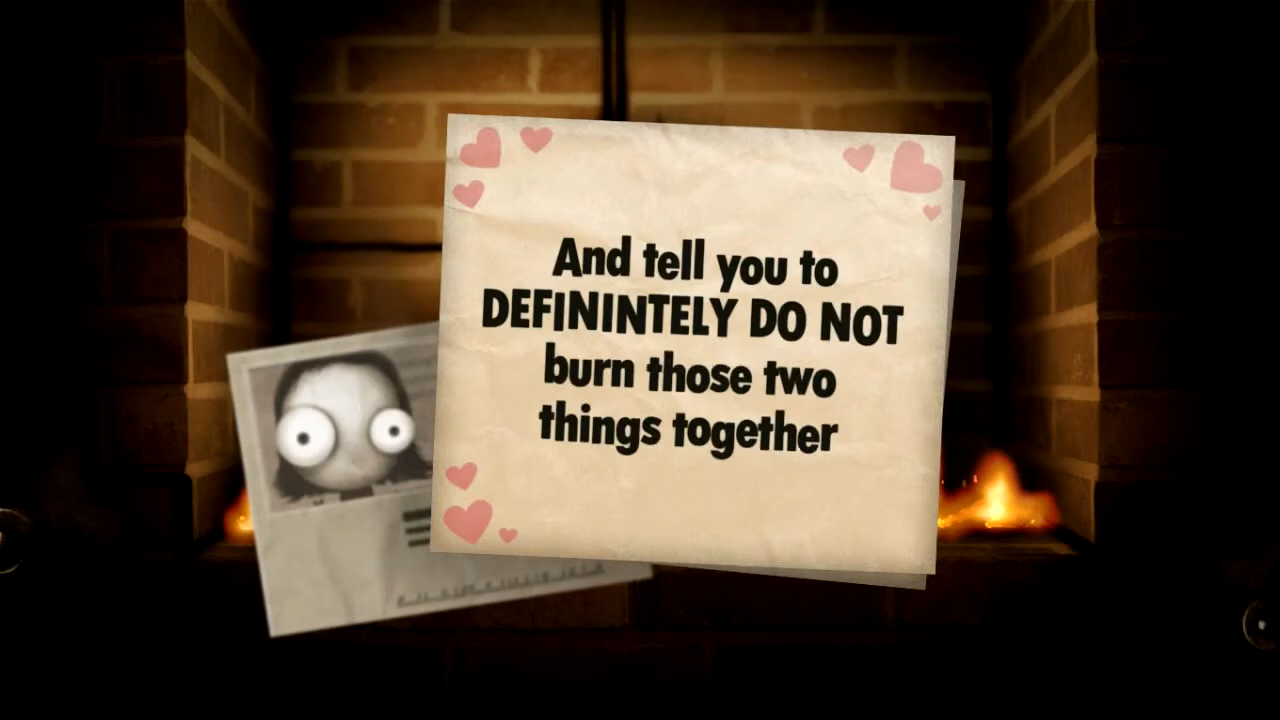 And tell you to
DEFININTELY DO NOT
burn those two
things together